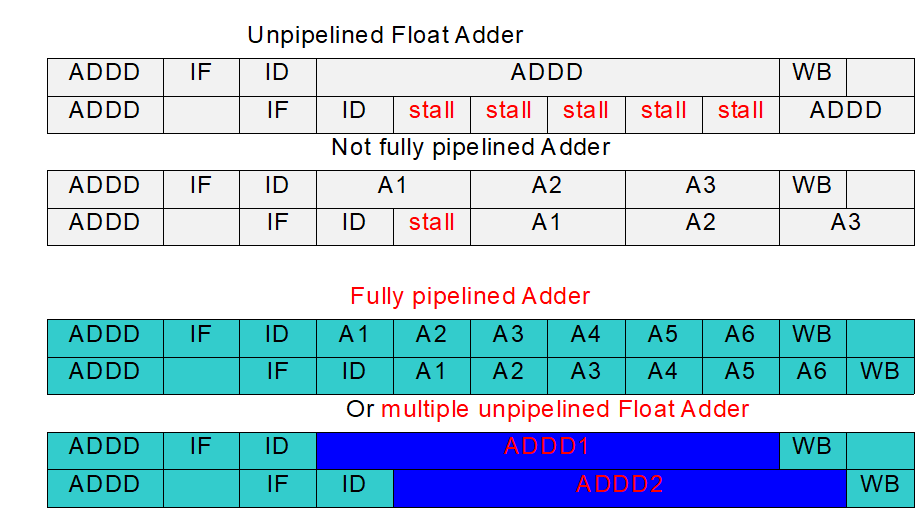 Unpipelined Float Adder
ADDD IF ID ADDD WB
ADDD IF ID stall stall stall stall stall ADDD
Not fully pipelined Adder
ADDD IF ID A1 A2 A3 WB
ADDD IF ID stall A1 A2 A3
Fully pipelined Adder
ADDD IF ID A1 A2 A3 A4 A5 A6 WB
ADDD IF ID A1 A2 A3 A4 A5 A6 WB
Or multiple unpipelined Float Adder
ADDD IF ID ADDD1 WB
ADDD IF ID ADDD2 WB